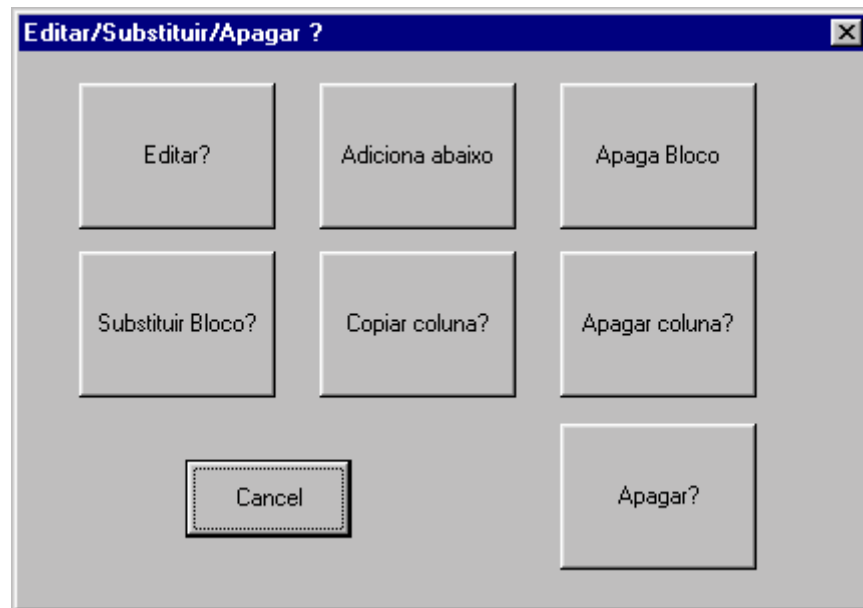 Editar/Substituir/Apagar ?
Editar?
Adiciona abaixo
Apaga Bloco
Substituir Bloco?
Copiar coluna?
Apagar coluna?
Cancel
Apagar?